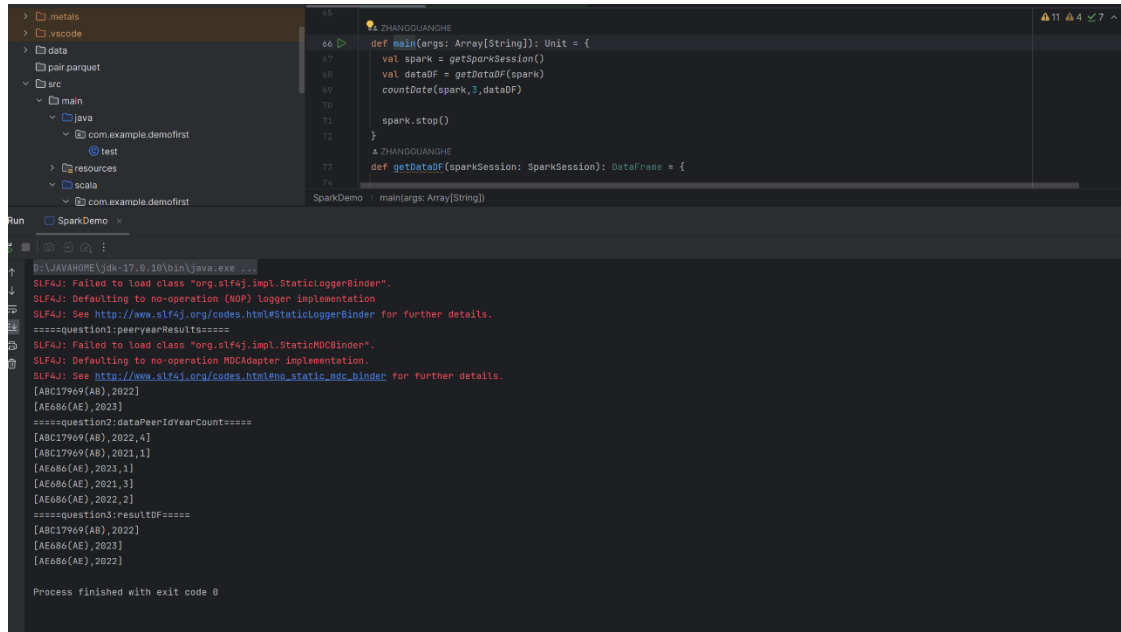 .metals
.vscode
data
pair.parquet
src
main
java
com.example.demofirst
test
resources
scala
com.example.demofirst
65
ZHANGGUANGHE
11 4 7
66 def main(args: Array[String]): Unit = {
67 val spark = getSparkSession()
68 val dataDF = getDataDF(spark)
69 countDate(spark,3,dataDF)
70
71 spark.stop()
72 }
ZHANGGUANGHE
73 def getDataDF(sparkSession: SparkSession): DataFrame = {
74
SparkDemo > main(args: Array[String])
Run SparkDemo ×
D:\JAVAHOME\jdk-17.0.10\bin\java.exe ...
SLF4J: Failed to load class "org.slf4j.impl.StaticLoggerBinder".
SLF4J: Defaulting to no-operation (NOP) logger implementation
SLF4J: See http://www.slf4j.org/codes.html#StaticLoggerBinder for further details.
=====question1:peeryearResults=====
SLF4J: Failed to load class "org.slf4j.impl.StaticMDCBinder".
SLF4J: Defaulting to no-operation MDCAdapter implementation.
SLF4J: See http://www.slf4j.org/codes.html#no_static_mdc_binder for further details.
[ABC17969(AB),2022]
[AE686(AE),2023]
=====question2:dataPeerIdYearCount=====
[ABC17969(AB),2022,4]
[ABC17969(AB),2021,1]
[AE686(AE),2023,1]
[AE686(AE),2021,3]
[AE686(AE),2022,2]
=====question3:resultDF=====
[ABC17969(AB),2022]
[AE686(AE),2023]
[AE686(AE),2022]
Process finished with exit code 0